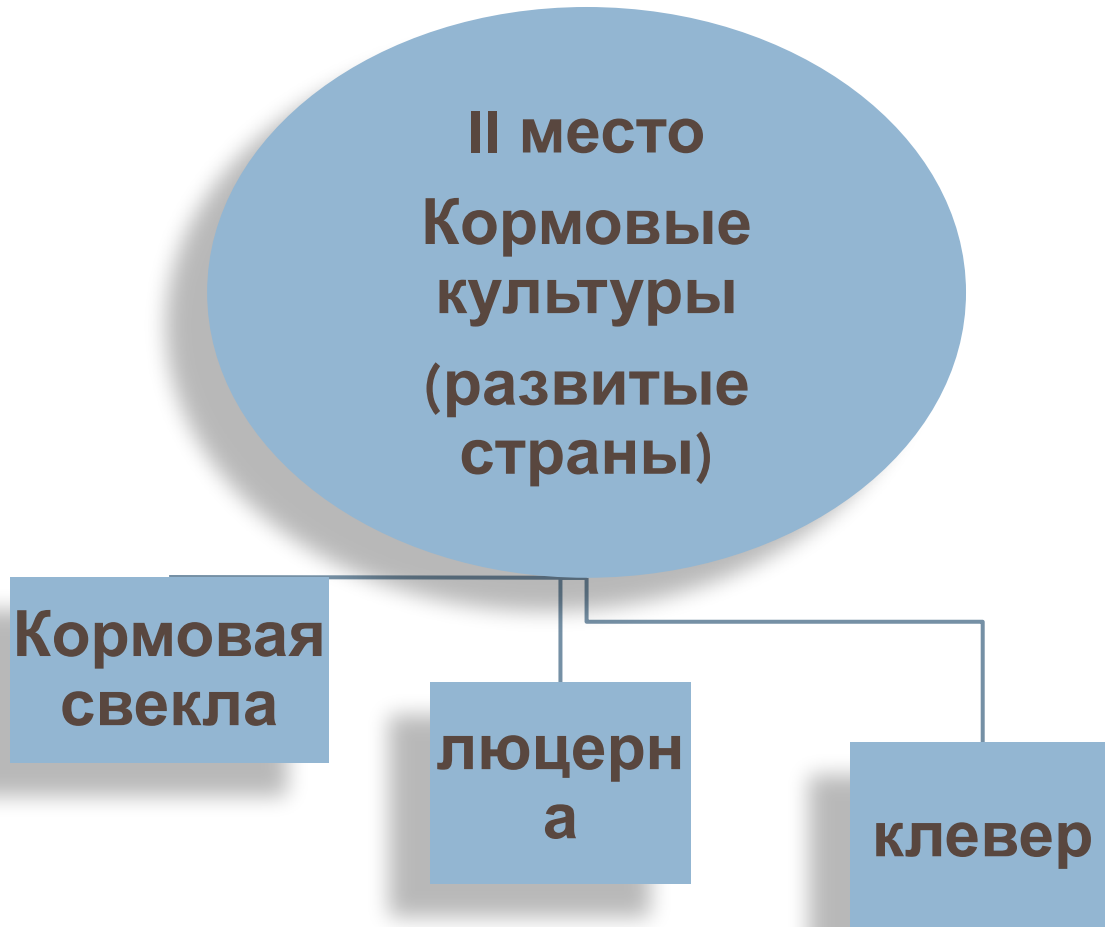 II место
Кормовые
культуры
(развитые
страны)
Кормовая
свекла
люцерн
а
клевер